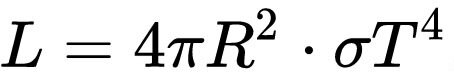 L = 4πR² · σT⁴